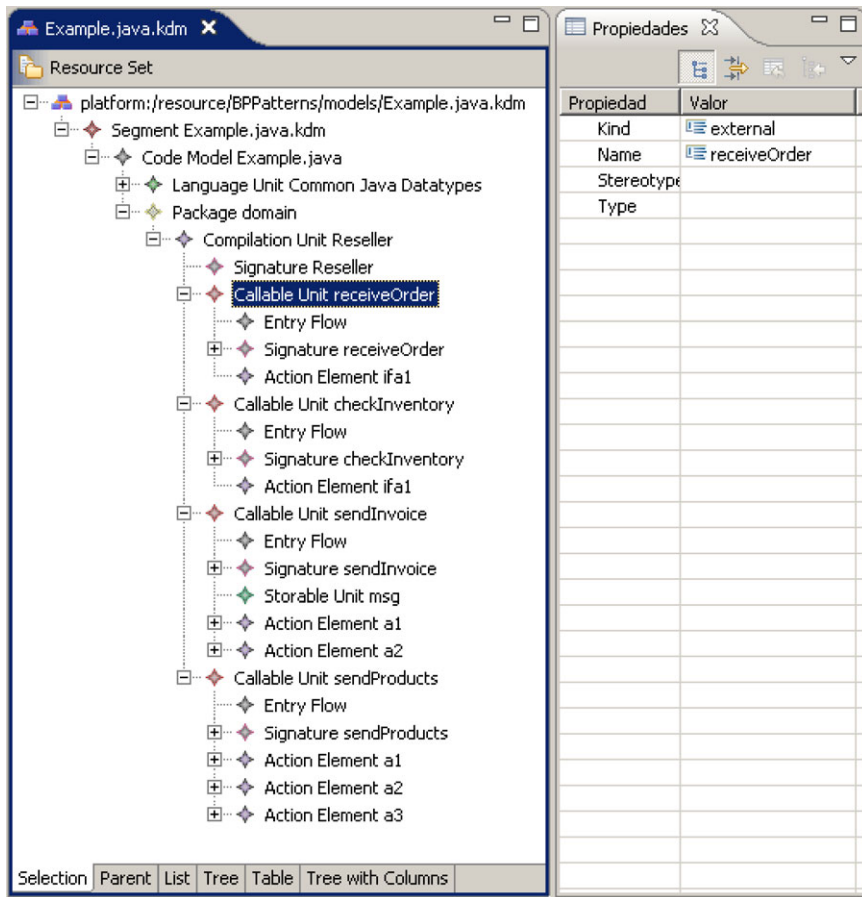 Example.java.kdm
Resource Set
platform:/resource/BPPatterns/models/Example.java.kdm
Segment Example.java.kdm
Code Model Example.java
Language Unit Common Java Datatypes
Package domain
Compilation Unit Reseller
Signature Reseller
Callable Unit receiveOrder
Entry Flow
Signature receiveOrder
Action Element ifa1
Callable Unit checkInventory
Entry Flow
Signature checkInventory
Action Element ifa1
Callable Unit sendInvoice
Entry Flow
Signature sendInvoice
Storable Unit msg
Action Element a1
Action Element a2
Callable Unit sendProducts
Entry Flow
Signature sendProducts
Action Element a1
Action Element a2
Action Element a3
Selection Parent List Tree Table Tree with Columns
Propiedades
Propiedad Valor
Kind external
Name receiveOrder
Stereotype
Type